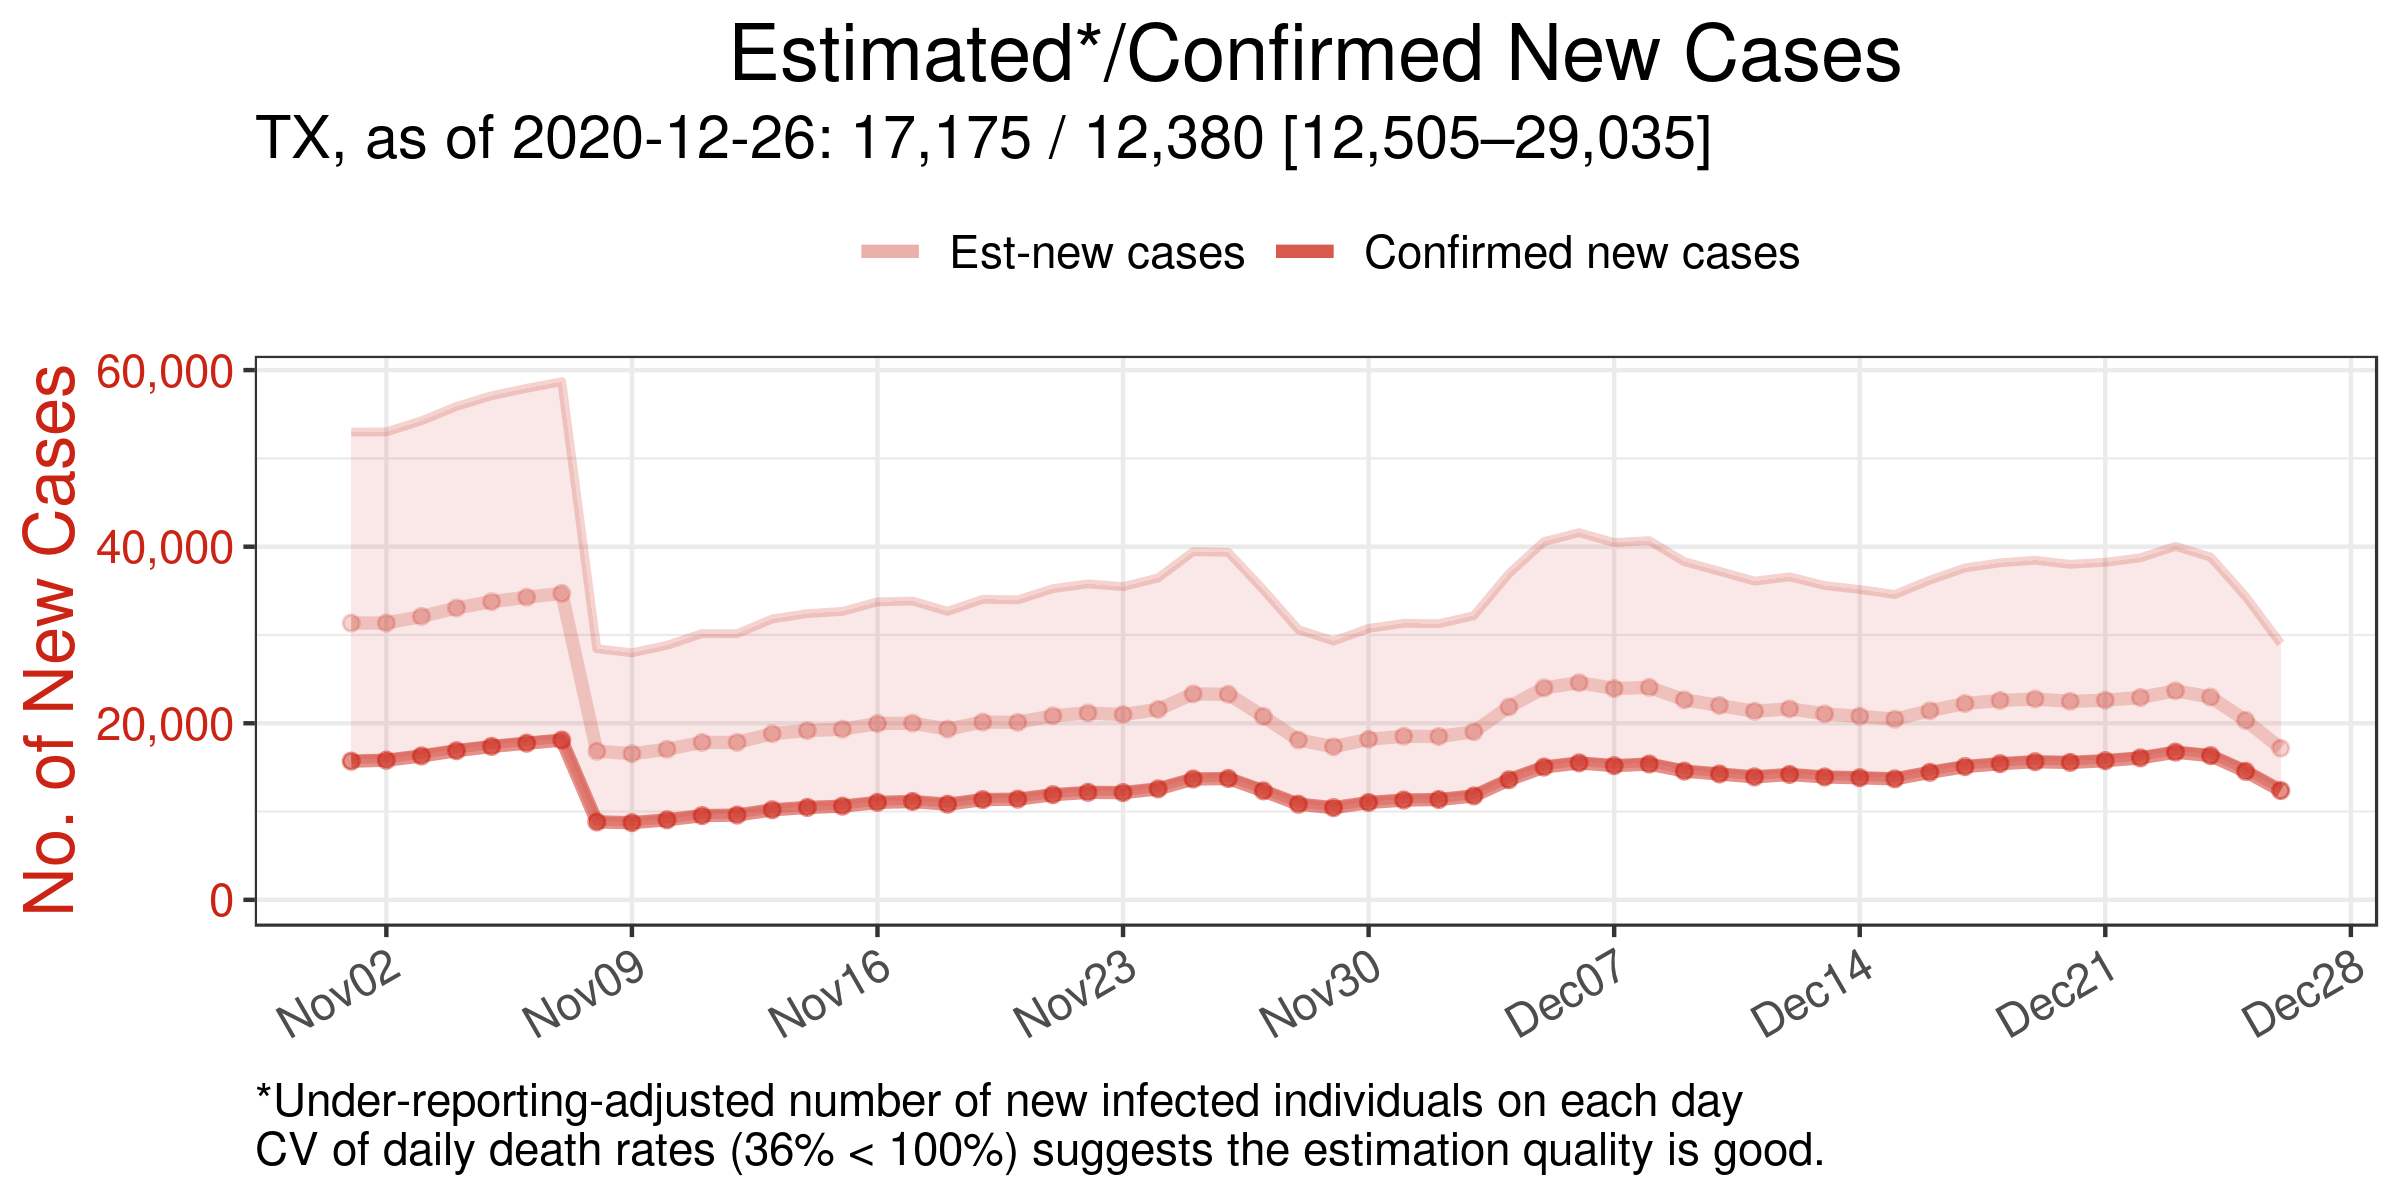 Estimated*/Confirmed New Cases
TX, as of 2020-12-26: 17,175 / 12,380 [12,505–29,035]
Est-new cases Confirmed new cases
No. of New Cases
60,000
40,000
20,000
0
Nov02 Nov09 Nov16 Nov23 Nov30 Dec07 Dec14 Dec21 Dec28
*Under-reporting-adjusted number of new infected individuals on each day
CV of daily death rates (36% < 100%) suggests the estimation quality is good.